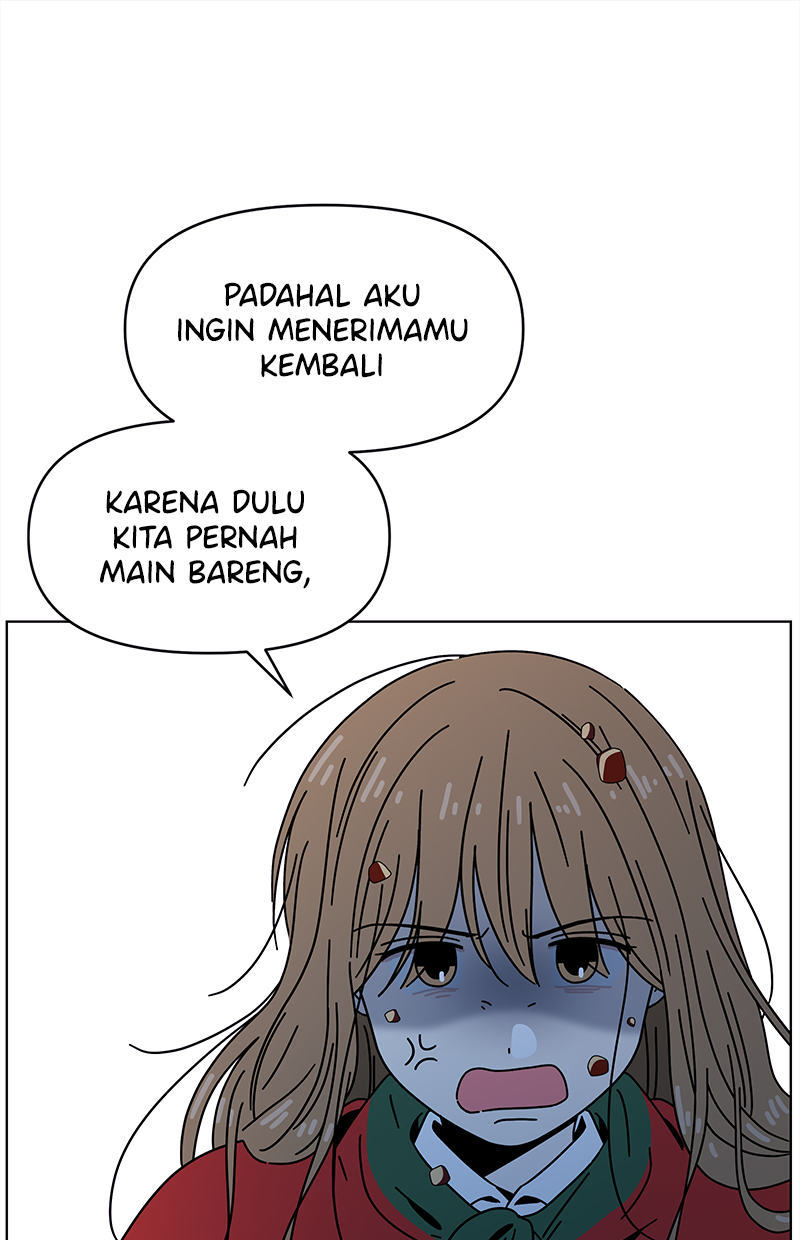 PADAHAL AKU
INGIN MENERIMAMU
KEMBALI
KARENA DULU
KITA PERNAH
MAIN BARENG,